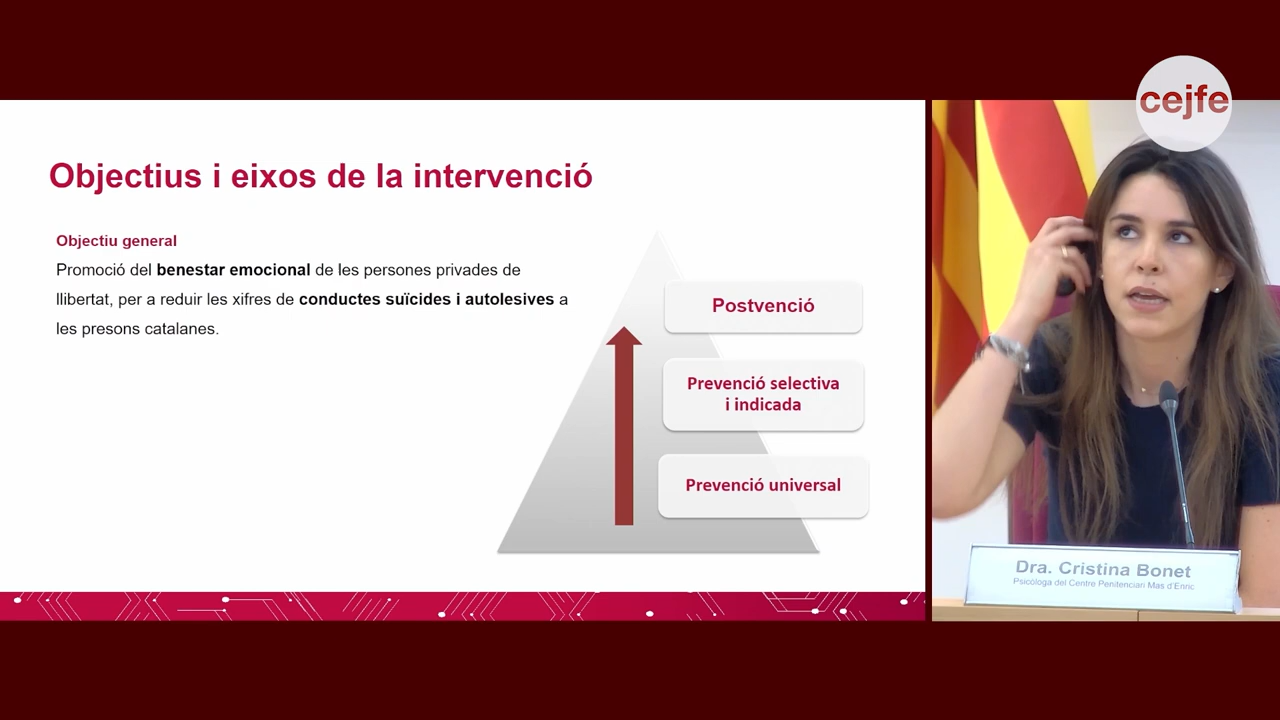 cejfe
Objectius i eixos de la intervenció
Objectiu general
Promoció del benestar emocional de les persones privades de
llibertat, per a reduir les xifres de conductes suïcides i autolesives a
les presons catalanes.
Postvenció
Prevenció selectiva
i indicada
Prevenció universal
Dra. Cristina Bonet
Psicòloga del Centre Penitenciari Mas d'Enric